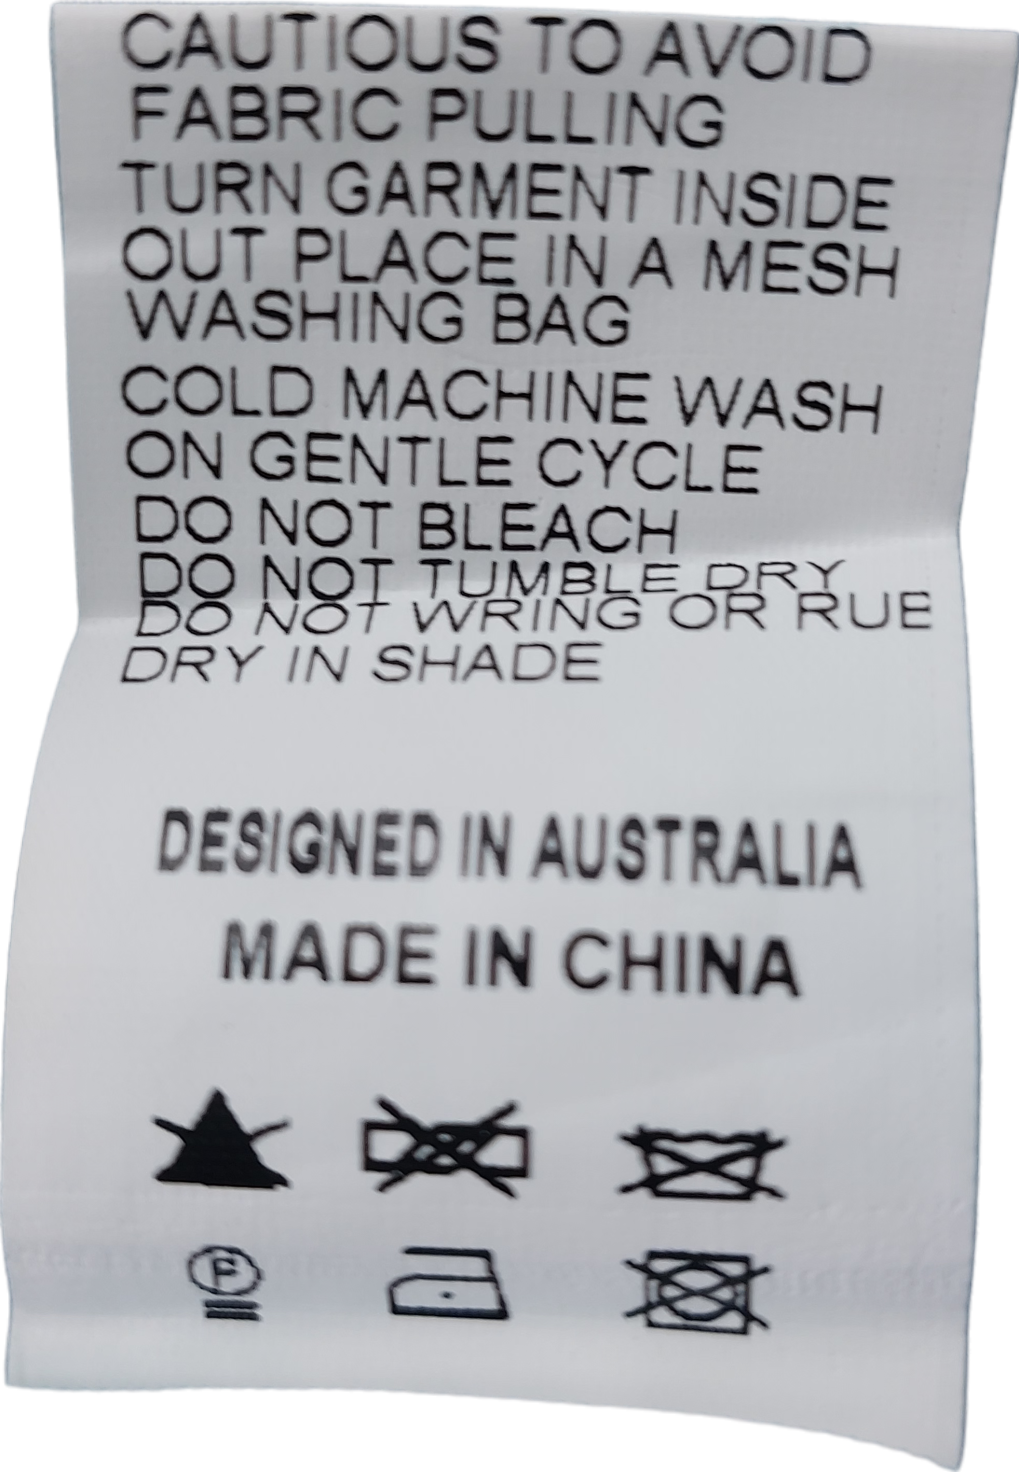 CAUTIOUS TO AVOID
FABRIC PULLING
TURN GARMENT INSIDE
OUT PLACE IN A MESH
WASHING BAG
COLD MACHINE WASH
ON GENTLE CYCLE
DO NOT BLEACH
DO NOT TUMBLE DRY
DO NOT WRING OR RUE
DRY IN SHADE
DESIGNED IN AUSTRALIA
MADE IN CHINA
P